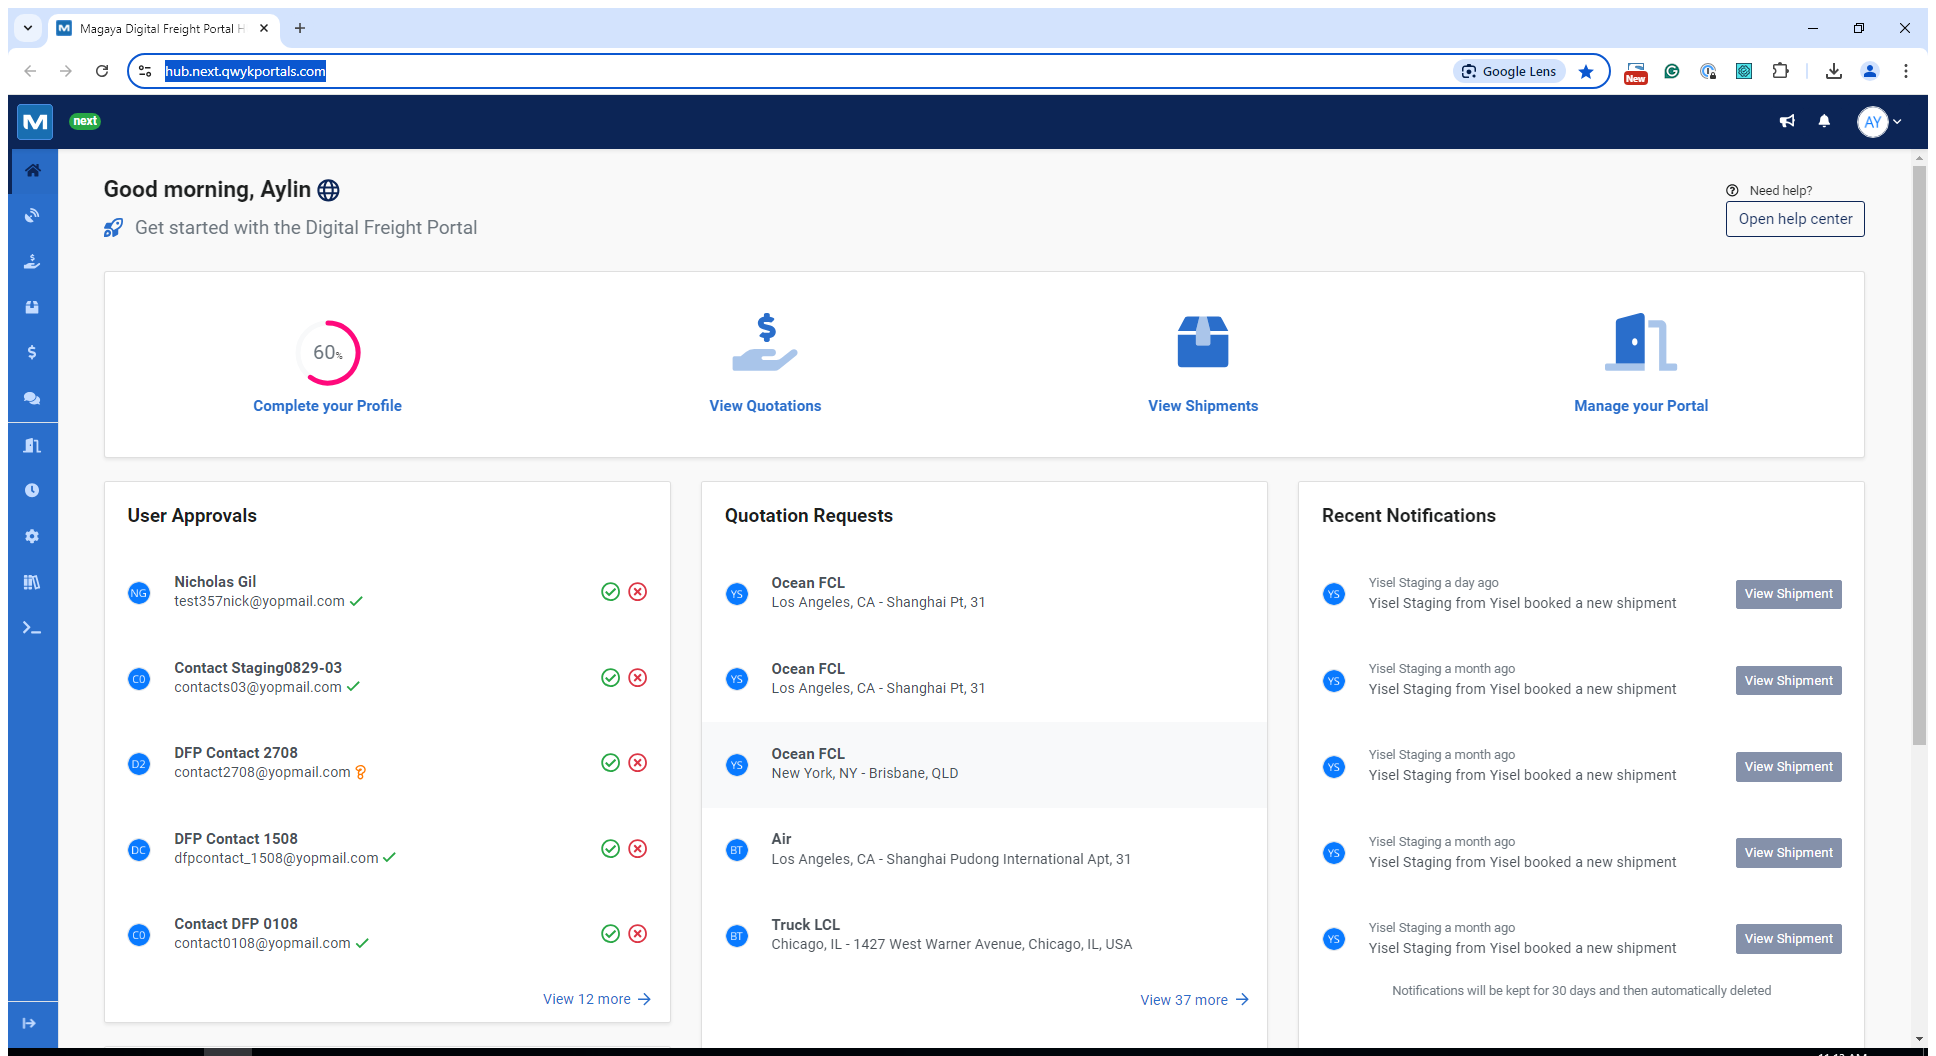 Magaya Digital Freight Portal H
hub.next.qwykportals.com
Google Lens
New
next
AY
Good morning, Aylin
Get started with the Digital Freight Portal
Need help?
Open help center
60%
Complete your Profile
View Quotations
View Shipments
Manage your Portal
User Approvals
NG
Nicholas Gil
test357nick@yopmail.com
C0
Contact Staging0829-03
contacts03@yopmail.com
D2
DFP Contact 2708
contact2708@yopmail.com
DC
DFP Contact 1508
dfpcontact_1508@yopmail.com
C0
Contact DFP 0108
contact0108@yopmail.com
View 12 more
Quotation Requests
YS
Ocean FCL
Los Angeles, CA - Shanghai Pt, 31
YS
Ocean FCL
Los Angeles, CA - Shanghai Pt, 31
YS
Ocean FCL
New York, NY - Brisbane, QLD
BT
Air
Los Angeles, CA - Shanghai Pudong International Apt, 31
BT
Truck LCL
Chicago, IL - 1427 West Warner Avenue, Chicago, IL, USA
View 37 more
Recent Notifications
YS
Yisel Staging a day ago
Yisel Staging from Yisel booked a new shipment
View Shipment
YS
Yisel Staging a month ago
Yisel Staging from Yisel booked a new shipment
View Shipment
YS
Yisel Staging a month ago
Yisel Staging from Yisel booked a new shipment
View Shipment
YS
Yisel Staging a month ago
Yisel Staging from Yisel booked a new shipment
View Shipment
YS
Yisel Staging a month ago
Yisel Staging from Yisel booked a new shipment
View Shipment
Notifications will be kept for 30 days and then automatically deleted